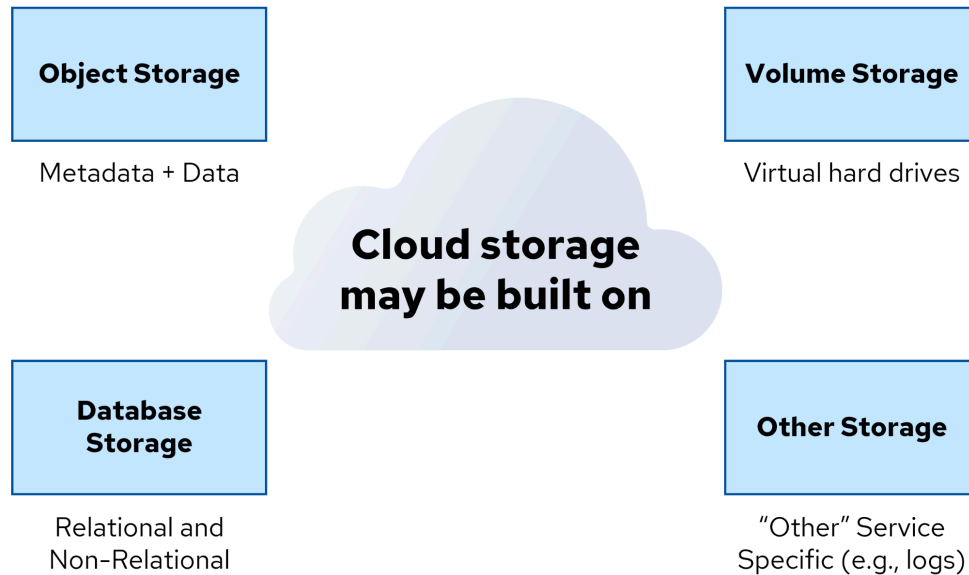 Object Storage
Metadata + Data
Volume Storage
Virtual hard drives
Cloud storage
may be built on
Database
Storage
Relational and
Non-Relational
Other Storage
“Other” Service
Specific (e.g., logs)